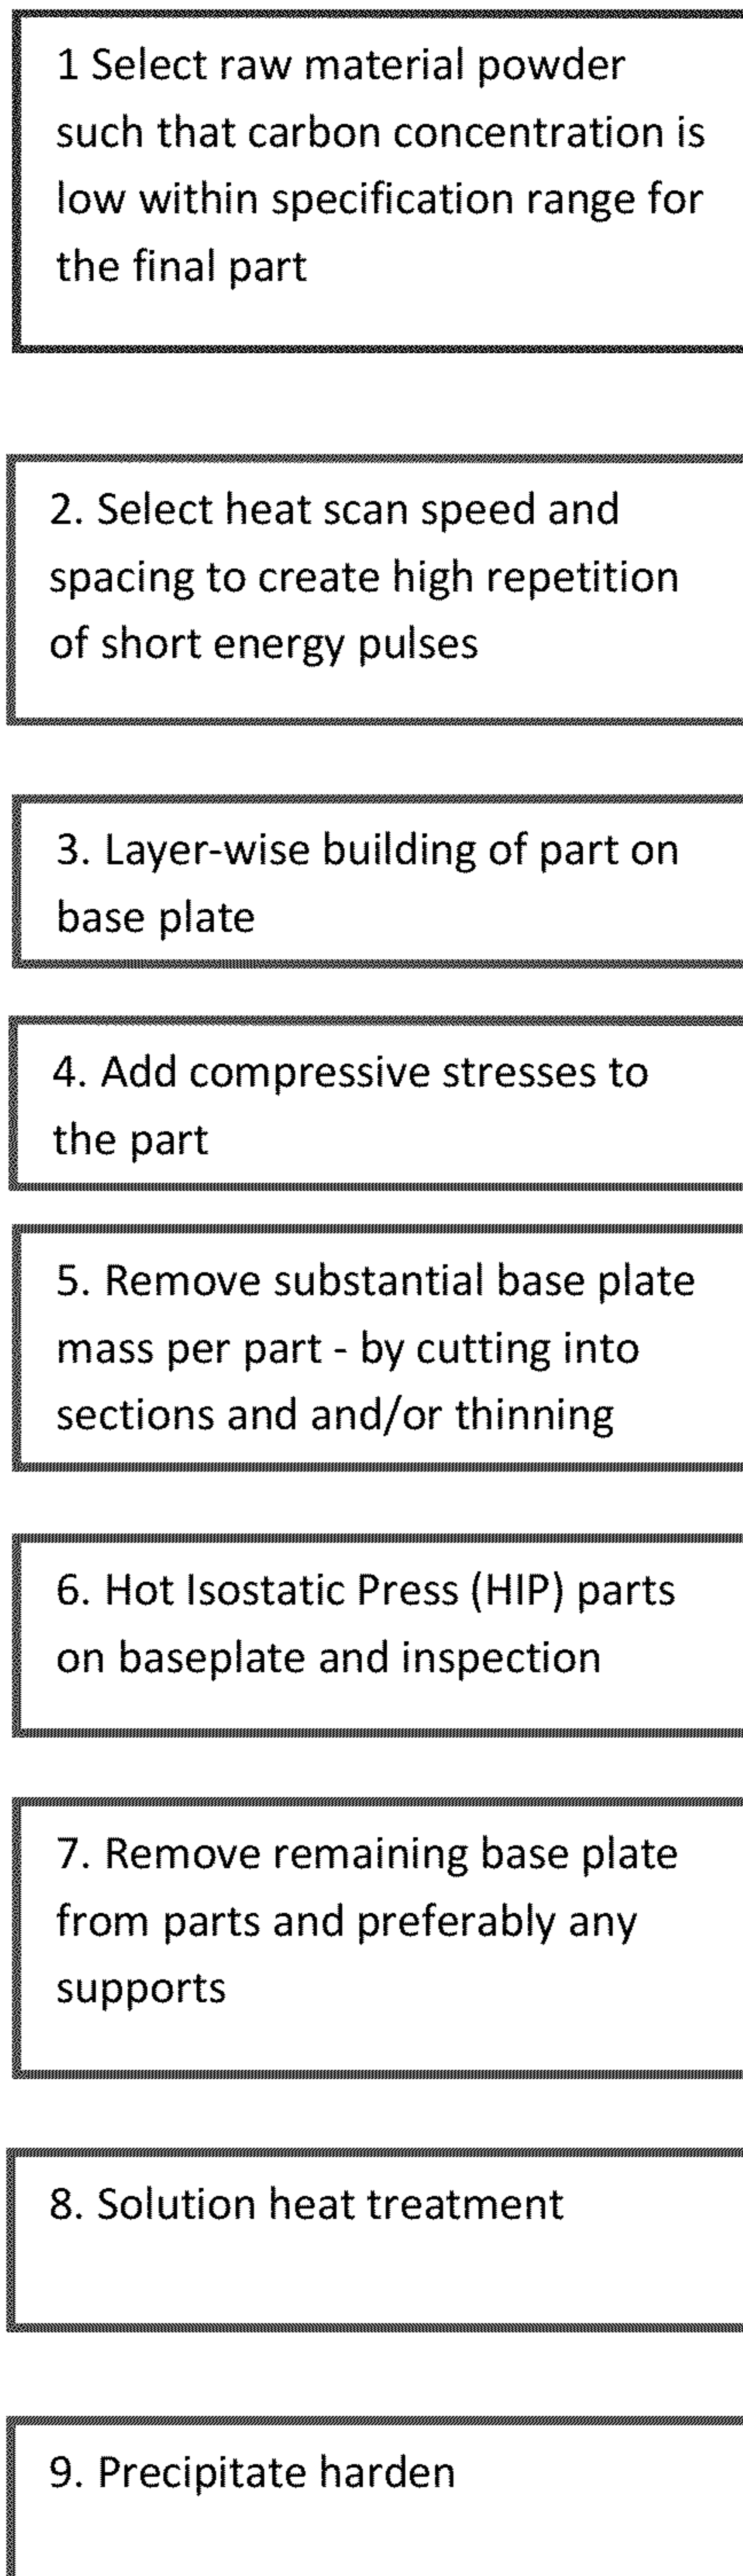 1 Select raw material powder
such that carbon concentration is
low within specification range for
the final part
2. Select heat scan speed and
spacing to create high repetition
of short energy pulses
3. Layer-wise building of part on
base plate
4. Add compressive stresses to
the part
5. Remove substantial base plate
mass per part - by cutting into
sections and and/or thinning
6. Hot Isostatic Press (HIP) parts
on baseplate and inspection
7. Remove remaining base plate
from parts and preferably any
supports
8. Solution heat treatment
9. Precipitate harden